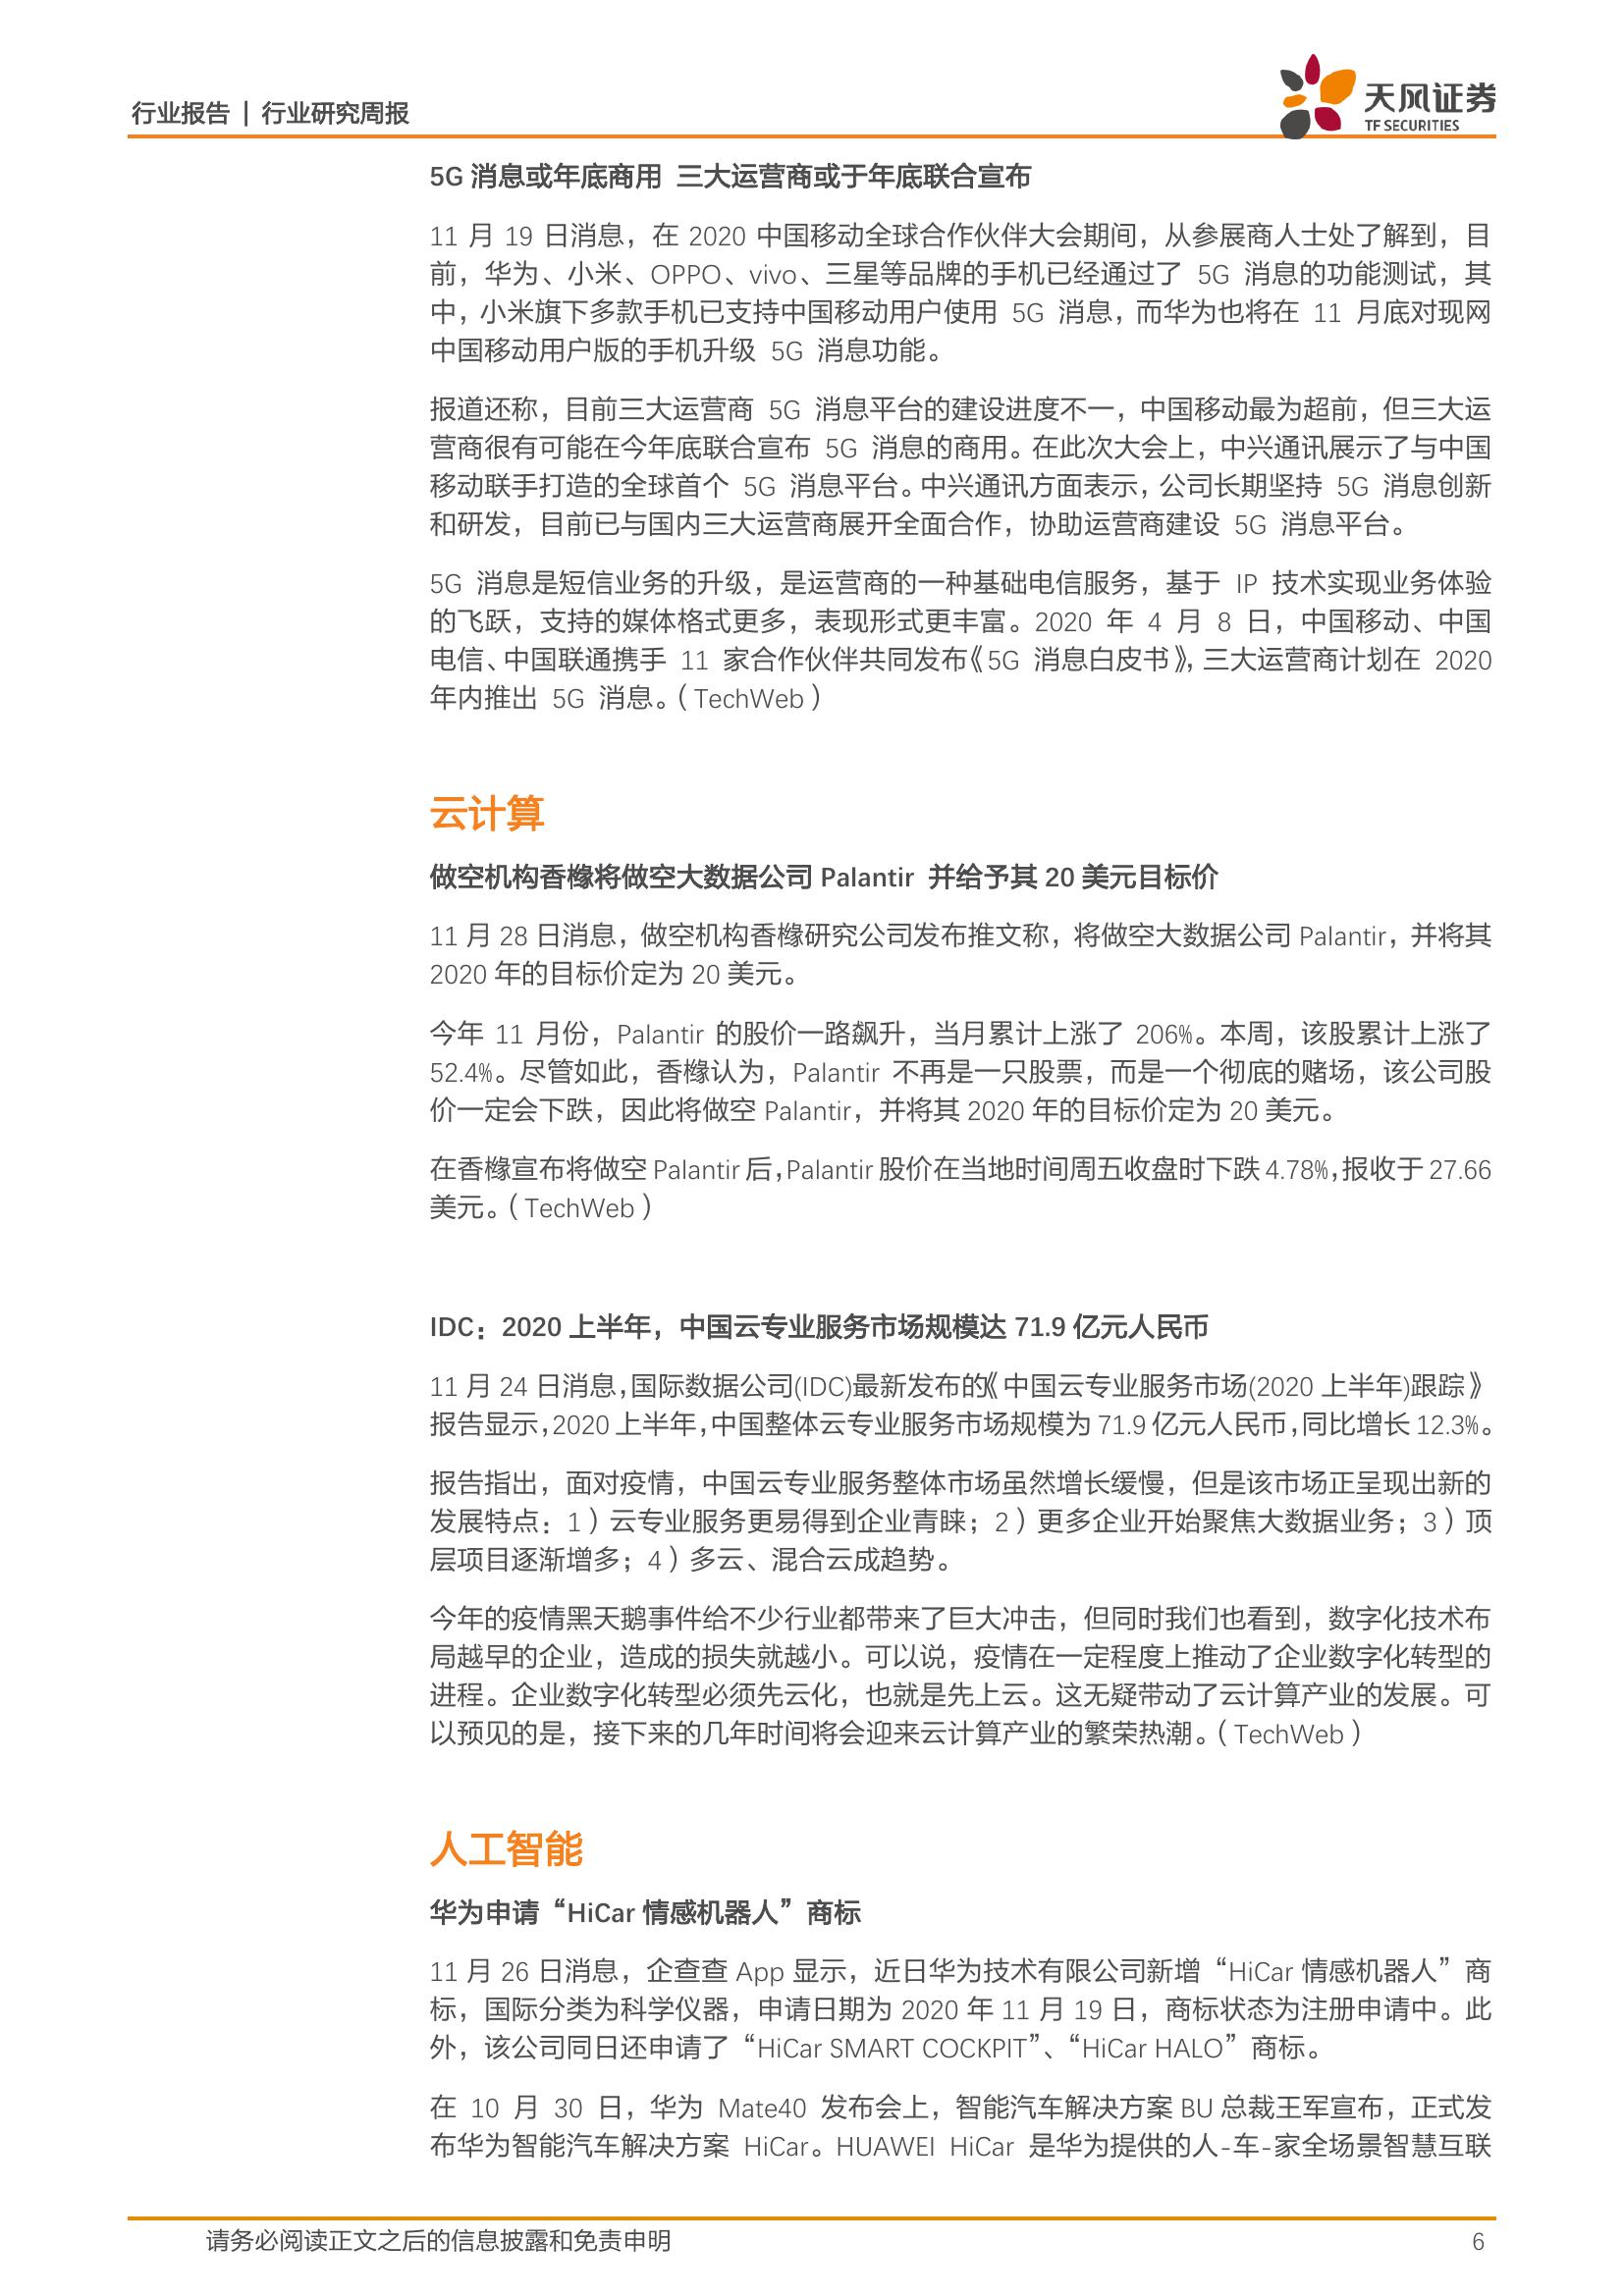 行业报告 | 行业研究周报
天风证券
TF SECURITIES
5G 消息或年底商用 三大运营商或于年底联合宣布
11 月 19 日消息，在 2020 中国移动全球合作伙伴大会期间，从参展商人士处了解到，目
前，华为、小米、OPPO、vivo、三星等品牌的手机已经通过了 5G 消息的功能测试，其
中，小米旗下多款手机已支持中国移动用户使用 5G 消息，而华为也将在 11 月底对现网
中国移动用户版的手机升级 5G 消息功能。
报道还称，目前三大运营商 5G 消息平台的建设进度不一，中国移动最为超前，但三大运
营商很有可能在今年底联合宣布 5G 消息的商用。在此次大会上，中兴通讯展示了与中国
移动联手打造的全球首个 5G 消息平台。中兴通讯方面表示，公司长期坚持 5G 消息创新
和研发，目前已与国内三大运营商展开全面合作，协助运营商建设 5G 消息平台。
5G 消息是短信业务的升级，是运营商的一种基础电信服务，基于 IP 技术实现业务体验
的飞跃，支持的媒体格式更多，表现形式更丰富。2020 年 4 月 8 日，中国移动、中国
电信、中国联通携手 11 家合作伙伴共同发布《5G 消息白皮书》，三大运营商计划在 2020
年内推出 5G 消息。（TechWeb）
云计算
做空机构香橼将做空大数据公司 Palantir 并给予其 20 美元目标价
11 月 28 日消息，做空机构香橼研究公司发布推文称，将做空大数据公司 Palantir，并将其
2020 年的目标价定为 20 美元。
今年 11 月份，Palantir 的股价一路飙升，当月累计上涨了 206%。本周，该股累计上涨了
52.4%。尽管如此，香橼认为，Palantir 不再是一只股票，而是一个彻底的赌场，该公司股
价一定会下跌，因此将做空 Palantir，并将其 2020 年的目标价定为 20 美元。
在香橼宣布将做空 Palantir 后，Palantir 股价在当地时间周五收盘时下跌 4.78%，报收于 27.66
美元。（TechWeb）
IDC：2020 上半年，中国云专业服务市场规模达 71.9 亿元人民币
11 月 24 日消息，国际数据公司(IDC)最新发布的《中国云专业服务市场(2020 上半年)跟踪》
报告显示，2020 上半年，中国整体云专业服务市场规模为 71.9 亿元人民币，同比增长 12.3%。
报告指出，面对疫情，中国云专业服务整体市场虽然增长缓慢，但是该市场正呈现出新的
发展特点：1）云专业服务更易得到企业青睐；2）更多企业开始聚焦大数据业务；3）顶
层项目逐渐增多；4）多云、混合云成趋势。
今年的疫情黑天鹅事件给不少行业都带来了巨大冲击，但同时我们也看到，数字化技术布
局越早的企业，造成的损失就越小。可以说，疫情在一定程度上推动了企业数字化转型的
进程。企业数字化转型必须先云化，也就是先上云。这无疑带动了云计算产业的发展。可
以预见的是，接下来的几年时间将会迎来云计算产业的繁荣热潮。（TechWeb）
人工智能
华为申请“HiCar 情感机器人”商标
11 月 26 日消息，企查查 App 显示，近日华为技术有限公司新增“HiCar 情感机器人”商
标，国际分类为科学仪器，申请日期为 2020 年 11 月 19 日，商标状态为注册申请中。此
外，该公司同日还申请了“HiCar SMART COCKPIT”、“HiCar HALO”商标。
在 10 月 30 日，华为 Mate40 发布会上，智能汽车解决方案 BU 总裁王军宣布，正式发
布华为智能汽车解决方案 HiCar。HUAWEI HiCar 是华为提供的人-车-家全场景智慧互联
请务必阅读正文之后的信息披露和免责申明
6